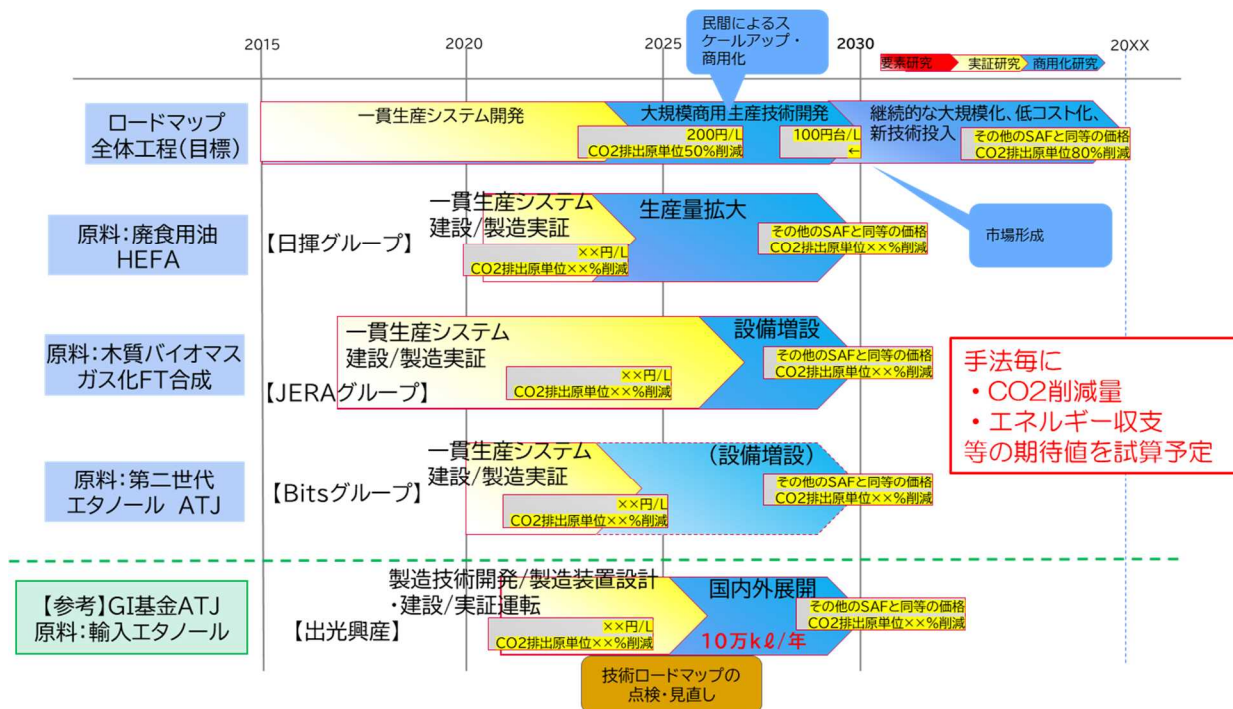 民間によるス
ケールアップ・
商用化
2015
2020
2025
2030
20XX
要素研究
実証研究
商用化研究
ロードマップ
全体工程(目標)
一貫生産システム開発
大規模商用生産技術開発
200円/L
CO2排出原単位50%削減
100円台/L
←
継続的な大規模化、低コスト化、
新技術投入
その他のSAFと同等の価格
CO2排出原単位80%削減
市場形成
原料:廃食用油
HEFA
【日揮グループ】
一貫生産システム
建設/製造実証
××円/L
CO2排出原単位××%削減
生産量拡大
その他のSAFと同等の価格
CO2排出原単位××%削減
原料:木質バイオマス
ガス化FT合成
一貫生産システム
建設/製造実証
【JERAグループ】
××円/L
CO2排出原単位××%削減
設備増設
その他のSAFと同等の価格
CO2排出原単位××%削減
手法毎に
・CO2削減量
・エネルギー収支
等の期待値を試算予定
原料:第二世代
エタノール ATJ
【Bitsグループ】
一貫生産システム
建設/製造実証
××円/L
CO2排出原単位××%削減
(設備増設)
その他のSAFと同等の価格
CO2排出原単位××%削減
【参考】GI基金ATJ
原料:輸入エタノール
【出光興産】
製造技術開発/製造装置設計
・建設/実証運転
××円/L
CO2排出原単位××%削減
国内外展開
10万kℓ/年
その他のSAFと同等の価格
CO2排出原単位××%削減
技術ロードマップの
点検・見直し